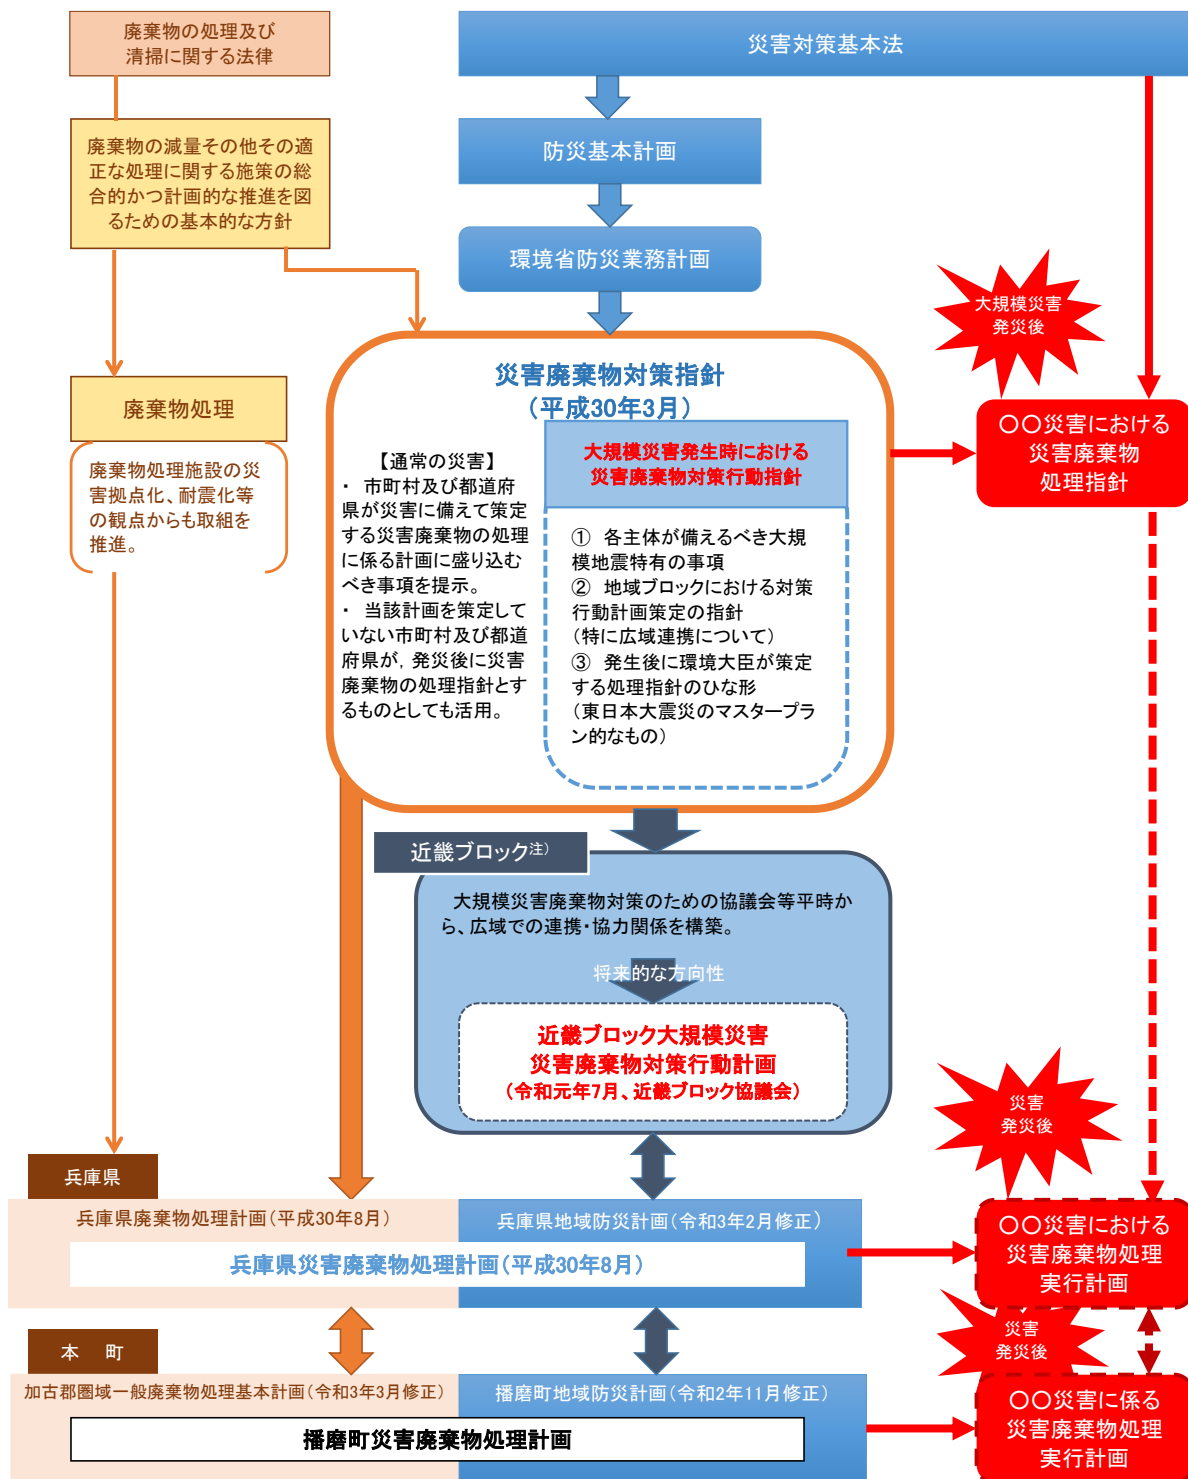 廃棄物の処理及び
清掃に関する法律
災害対策基本法
廃棄物の減量その他その適
正な処理に関する施策の総
合的かつ計画的な推進を図
るための基本的な方針
防災基本計画
環境省防災業務計画
大規模災害
発災後
災害廃棄物対策指針
(平成30年3月)
廃棄物処理
廃棄物処理施設の災
害拠点化、耐震化等
の観点からも取組を
推進。
【通常の災害】
・ 市町村及び都道府
県が災害に備えて策定
する災害廃棄物の処理
に係る計画に盛り込む
べき事項を提示。
・ 当該計画を策定して
いない市町村及び都道
府県が，発災後に災害
廃棄物の処理指針とす
るものとしても活用。
大規模災害発生時における
災害廃棄物対策行動指針
① 各主体が備えるべき大規
模地震特有の事項
② 地域ブロックにおける対策
行動計画策定の指針
(特に広域連携について)
③ 発生後に環境大臣が策定
する処理指針のひな形
(東日本大震災のマスタープラ
ン的なもの)
〇〇災害における
災害廃棄物
処理指針
近畿ブロック注)
大規模災害廃棄物対策のための協議会等平時か
ら、広域での連携・協力関係を構築。
将来的な方向性
近畿ブロック大規模災害
災害廃棄物対策行動計画
(令和元年7月、近畿ブロック協議会)
災害
発災後
兵庫県
兵庫県廃棄物処理計画(平成30年8月)
兵庫県地域防災計画(令和3年2月修正)
兵庫県災害廃棄物処理計画(平成30年8月)
〇〇災害における
災害廃棄物処理
実行計画
災害
発災後
本 町
加古郡圏域一般廃棄物処理基本計画(令和3年3月修正)
播磨町地域防災計画(令和2年11月修正)
播磨町災害廃棄物処理計画
〇〇災害に係る
災害廃棄物処理
実行計画